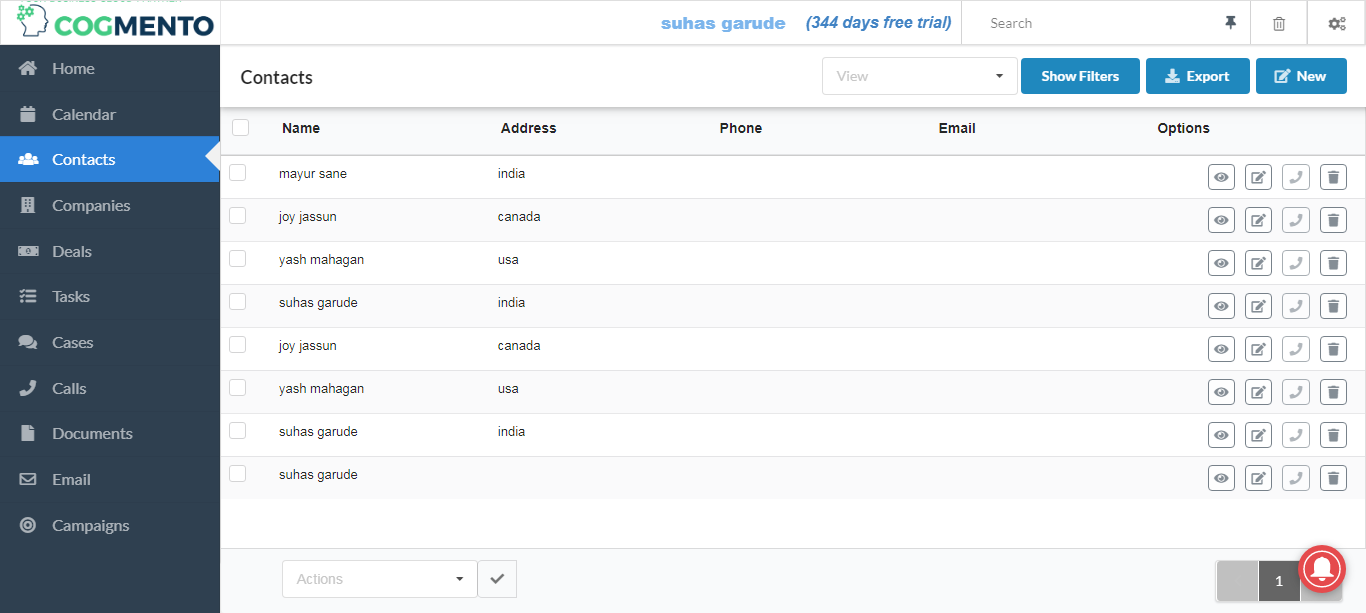 COGMENTO
suhas garude (344 days free trial) Search
Home
Calendar
Contacts
Companies
Deals
Tasks
Cases
Calls
Documents
Email
Campaigns
Contacts View Show Filters Export New
Name Address Phone Email Options
mayur sane india
joy jassun canada
yash mahagan usa
suhas garude india
joy jassun canada
yash mahagan usa
suhas garude india
suhas garude
Actions 1